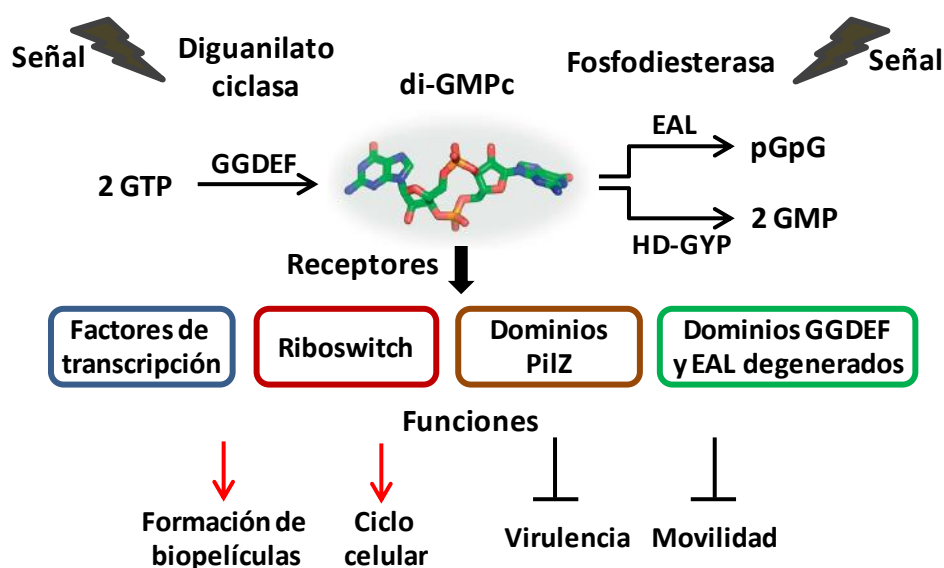 Señal
Diguanilato
ciclasa
di-GMPc
Fosfodiesterasa
Señal
2 GTP
GGDEF
EAL
pGpG
HD-GYP
2 GMP
Receptores
Factores de
transcripción
Riboswitch
Dominios
PilZ
Dominios GGDEF
y EAL degenerados
Funciones
Formación de
biopelículas
Ciclo
celular
Virulencia
Movilidad